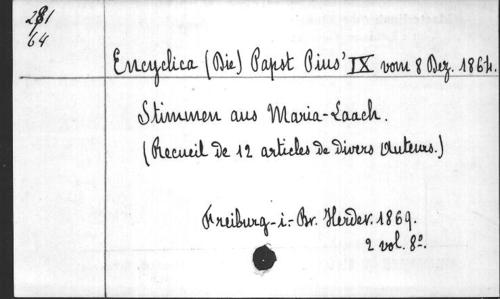 281
64
Encyclica (Die) Papst Pius' IX vom 8 Dez. 1864.
Stimmen aus Maria-Laach.
(Recueil de 12 articles de divers Auteurs.)
Freiburg-i.-Br. Herder. 1869.
2 vol. 8º.